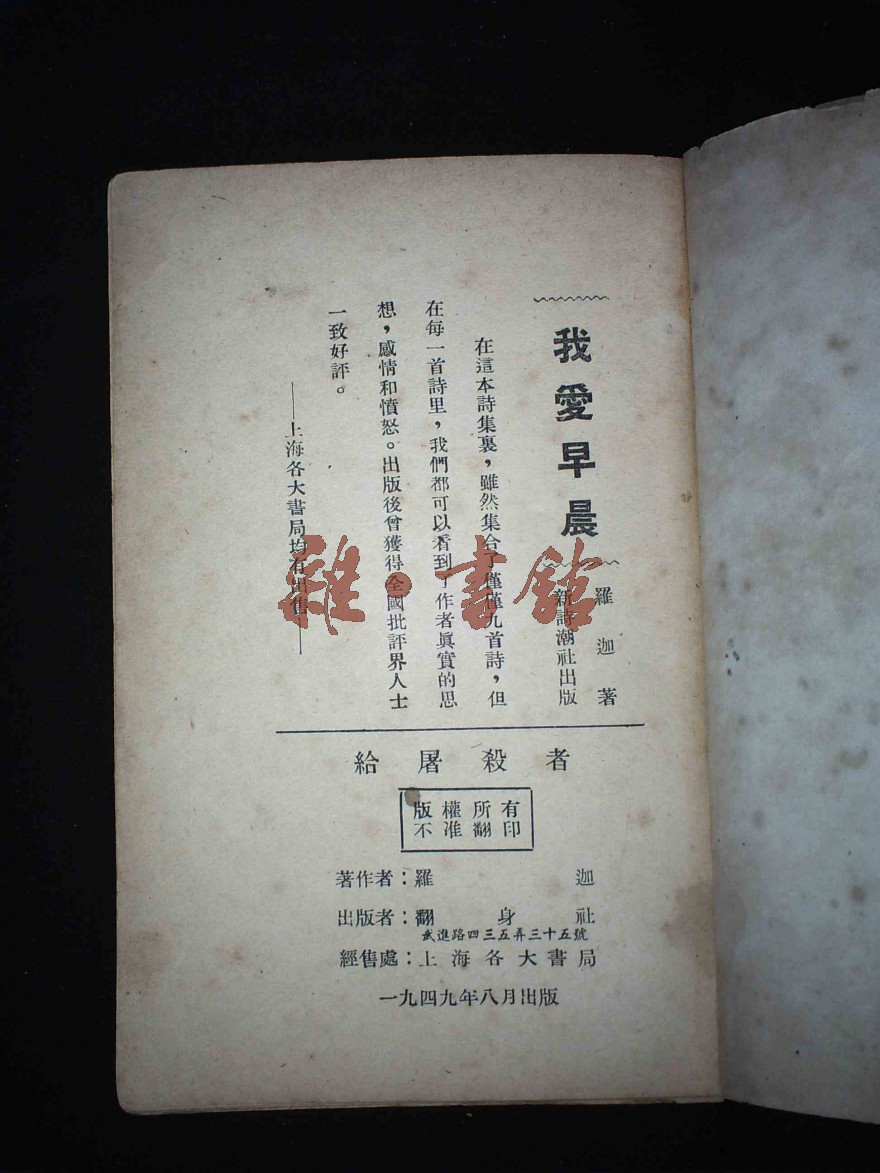 我愛早晨
羅迦著
新詩潮社出版
在這本詩集裏，雖然集合了僅僅九首詩，但
在每一首詩里，我們都可以看到了作者眞實的思
想，感情和憤怒。出版後曾獲得全國批評界人士
一致好評。
——上海各大書局均有出售——
雜·書館
給屠殺者
版權所有
不准翻印
著作者：羅迦
出版者：翻身社
武進路四三五弄三十五號
經售處：上海各大書局
一九四九年八月出版